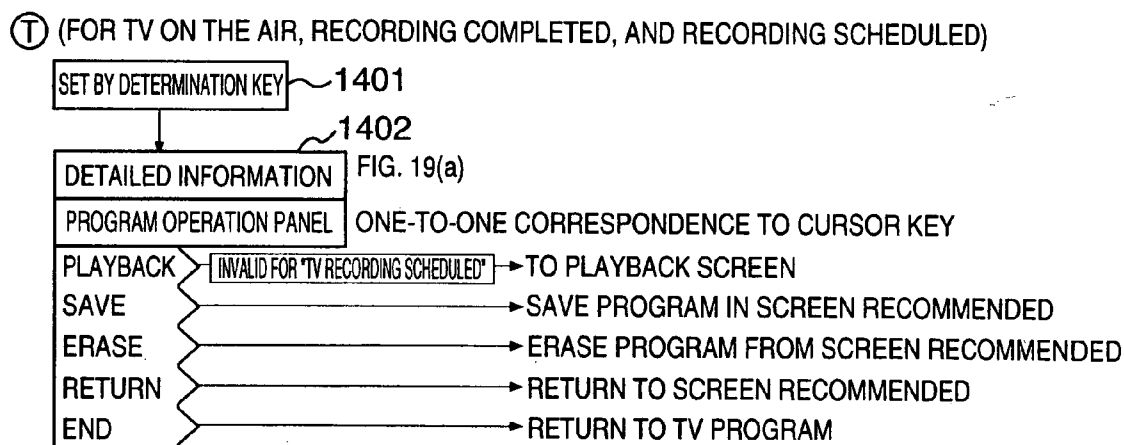 T (FOR TV ON THE AIR, RECORDING COMPLETED, AND RECORDING SCHEDULED)
SET BY DETERMINATION KEY 1401
1402
DETAILED INFORMATION FIG. 19(a)
PROGRAM OPERATION PANEL ONE-TO-ONE CORRESPONDENCE TO CURSOR KEY
PLAYBACK INVALID FOR "TV RECORDING SCHEDULED" TO PLAYBACK SCREEN
SAVE SAVE PROGRAM IN SCREEN RECOMMENDED
ERASE ERASE PROGRAM FROM SCREEN RECOMMENDED
RETURN RETURN TO SCREEN RECOMMENDED
END RETURN TO TV PROGRAM